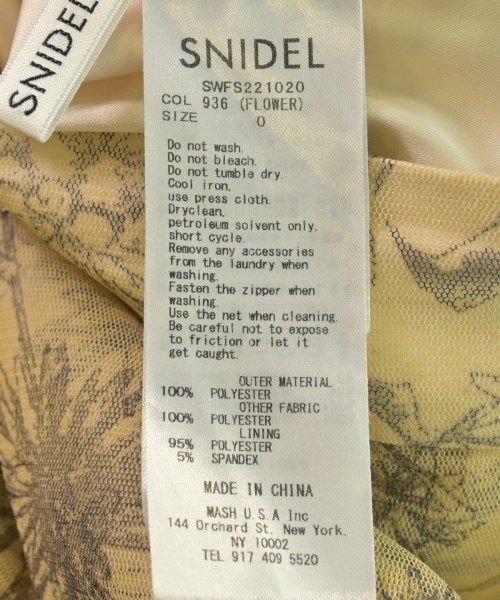 SNIDEL
SNIDEL
SWFS221020
COL 936 (FLOWER)
SIZE 0
Do not wash.
Do not bleach.
Do not tumble dry.
Cool iron,
use press cloth.
Dryclean,
petroleum solvent only.
short cycle.
Remove any accessories
from the laundry when
washing.
Fasten the zipper when
washing.
Use the net when cleaning.
Be careful not to expose
to friction or let it
get caught.
OUTER MATERIAL
100% POLYESTER
OTHER FABRIC
100% POLYESTER
LINING
95% POLYESTER
5% SPANDEX
MADE IN CHINA
MASH U.S.A Inc
144 Orchard St, New York,
NY 10002
TEL 917 409 5520